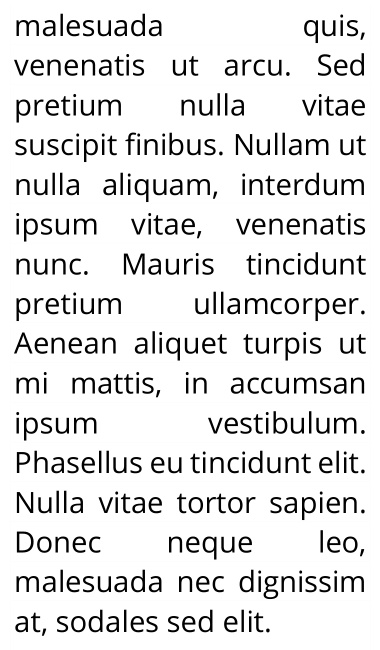 malesuada quis,
venenatis ut arcu. Sed
pretium nulla vitae
suscipit finibus. Nullam ut
nulla aliquam, interdum
ipsum vitae, venenatis
nunc. Mauris tincidunt
pretium ullamcorper.
Aenean aliquet turpis ut
mi mattis, in accumsan
ipsum vestibulum.
Phasellus eu tincidunt elit.
Nulla vitae tortor sapien.
Donec neque leo,
malesuada nec dignissim
at, sodales sed elit.